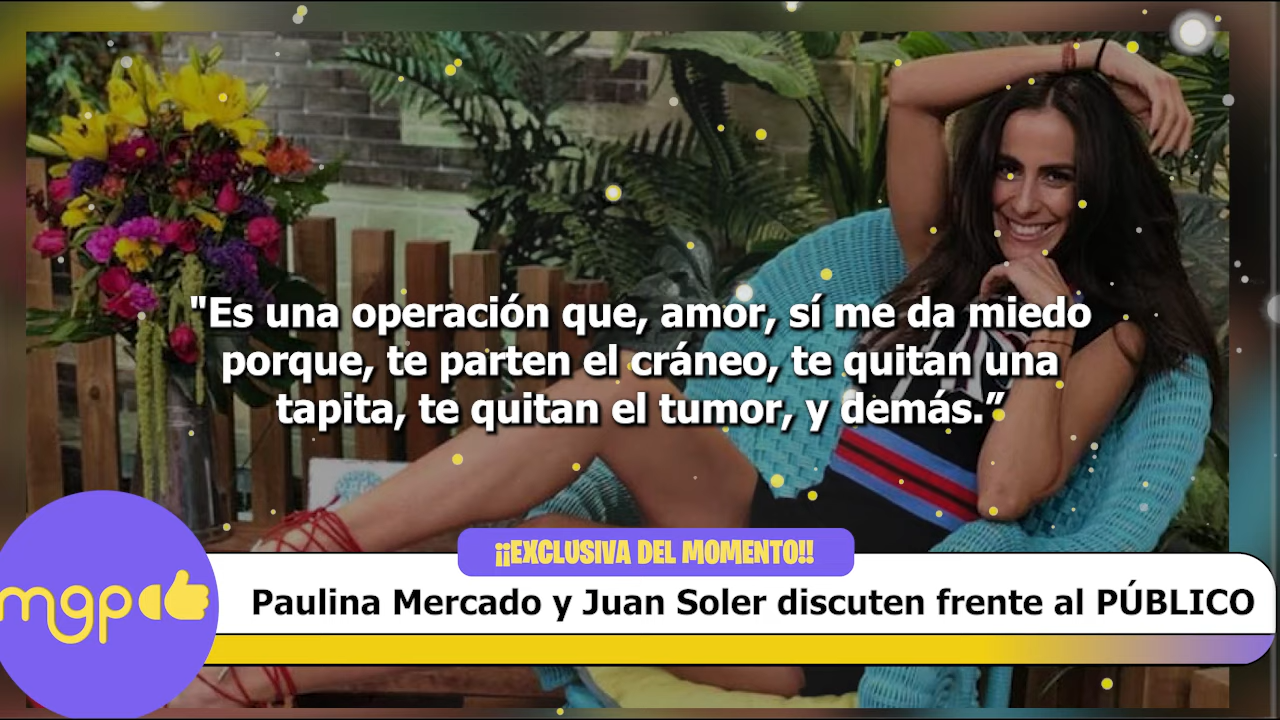 "Es una operación que, amor, sí me da miedo
porque, te parten el cráneo, te quitan una
tapita, te quitan el tumor, y demás.”
¡¡EXCLUSIVA DEL MOMENTO!!
Paulina Mercado y Juan Soler discuten frente al PÚBLICO
mgp